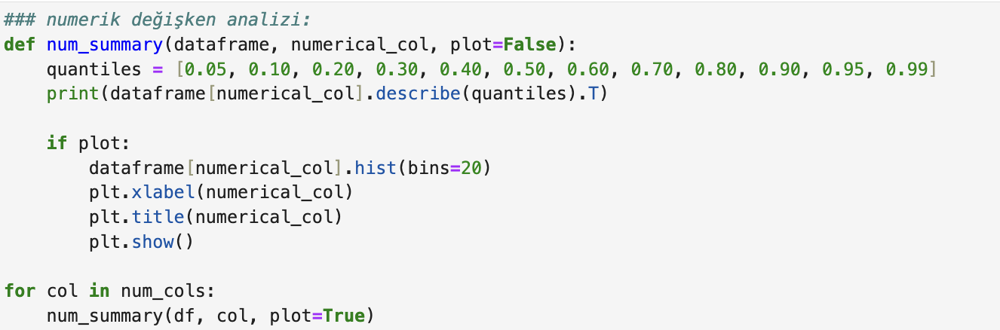 ### numerik değişken analizi:
def num_summary(dataframe, numerical_col, plot=False):
    quantiles = [0.05, 0.10, 0.20, 0.30, 0.40, 0.50, 0.60, 0.70, 0.80, 0.90, 0.95, 0.99]
    print(dataframe[numerical_col].describe(quantiles).T)

    if plot:
        dataframe[numerical_col].hist(bins=20)
        plt.xlabel(numerical_col)
        plt.title(numerical_col)
        plt.show()

for col in num_cols:
    num_summary(df, col, plot=True)